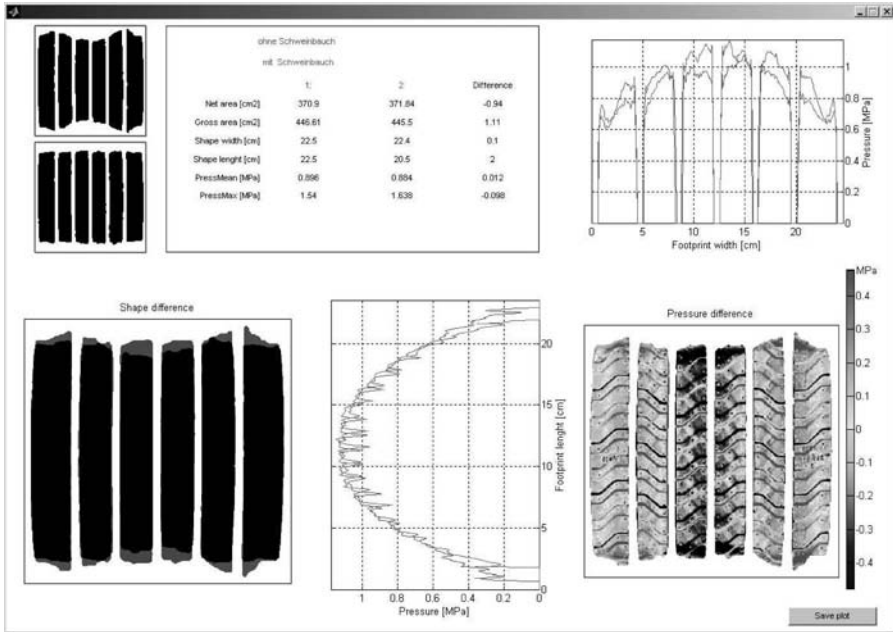 ohne Schweinbauch
mit Schweinbauch
1: 2: Difference
Net area [cm2] 370.9 371.84 -0.94
Gross area [cm2] 446.61 445.5 1.11
Shape width [cm] 22.5 22.4 0.1
Shape lenght [cm] 22.5 20.5 2
PressMean [MPa] 0.896 0.884 0.012
PressMax [MPa] 1.54 1.638 -0.098
1
0.8
0.6
0.4
0.2
0
Pressure [MPa]
0 5 10 15 20
Footprint width [cm]
Shape difference
20
15
10
5
0
Footprint lenght [cm]
1 0.8 0.6 0.4 0.2 0
Pressure [MPa]
Pressure difference
MPa
0.4
0.3
0.2
0.1
0
-0.1
-0.2
-0.3
-0.4
Save plot